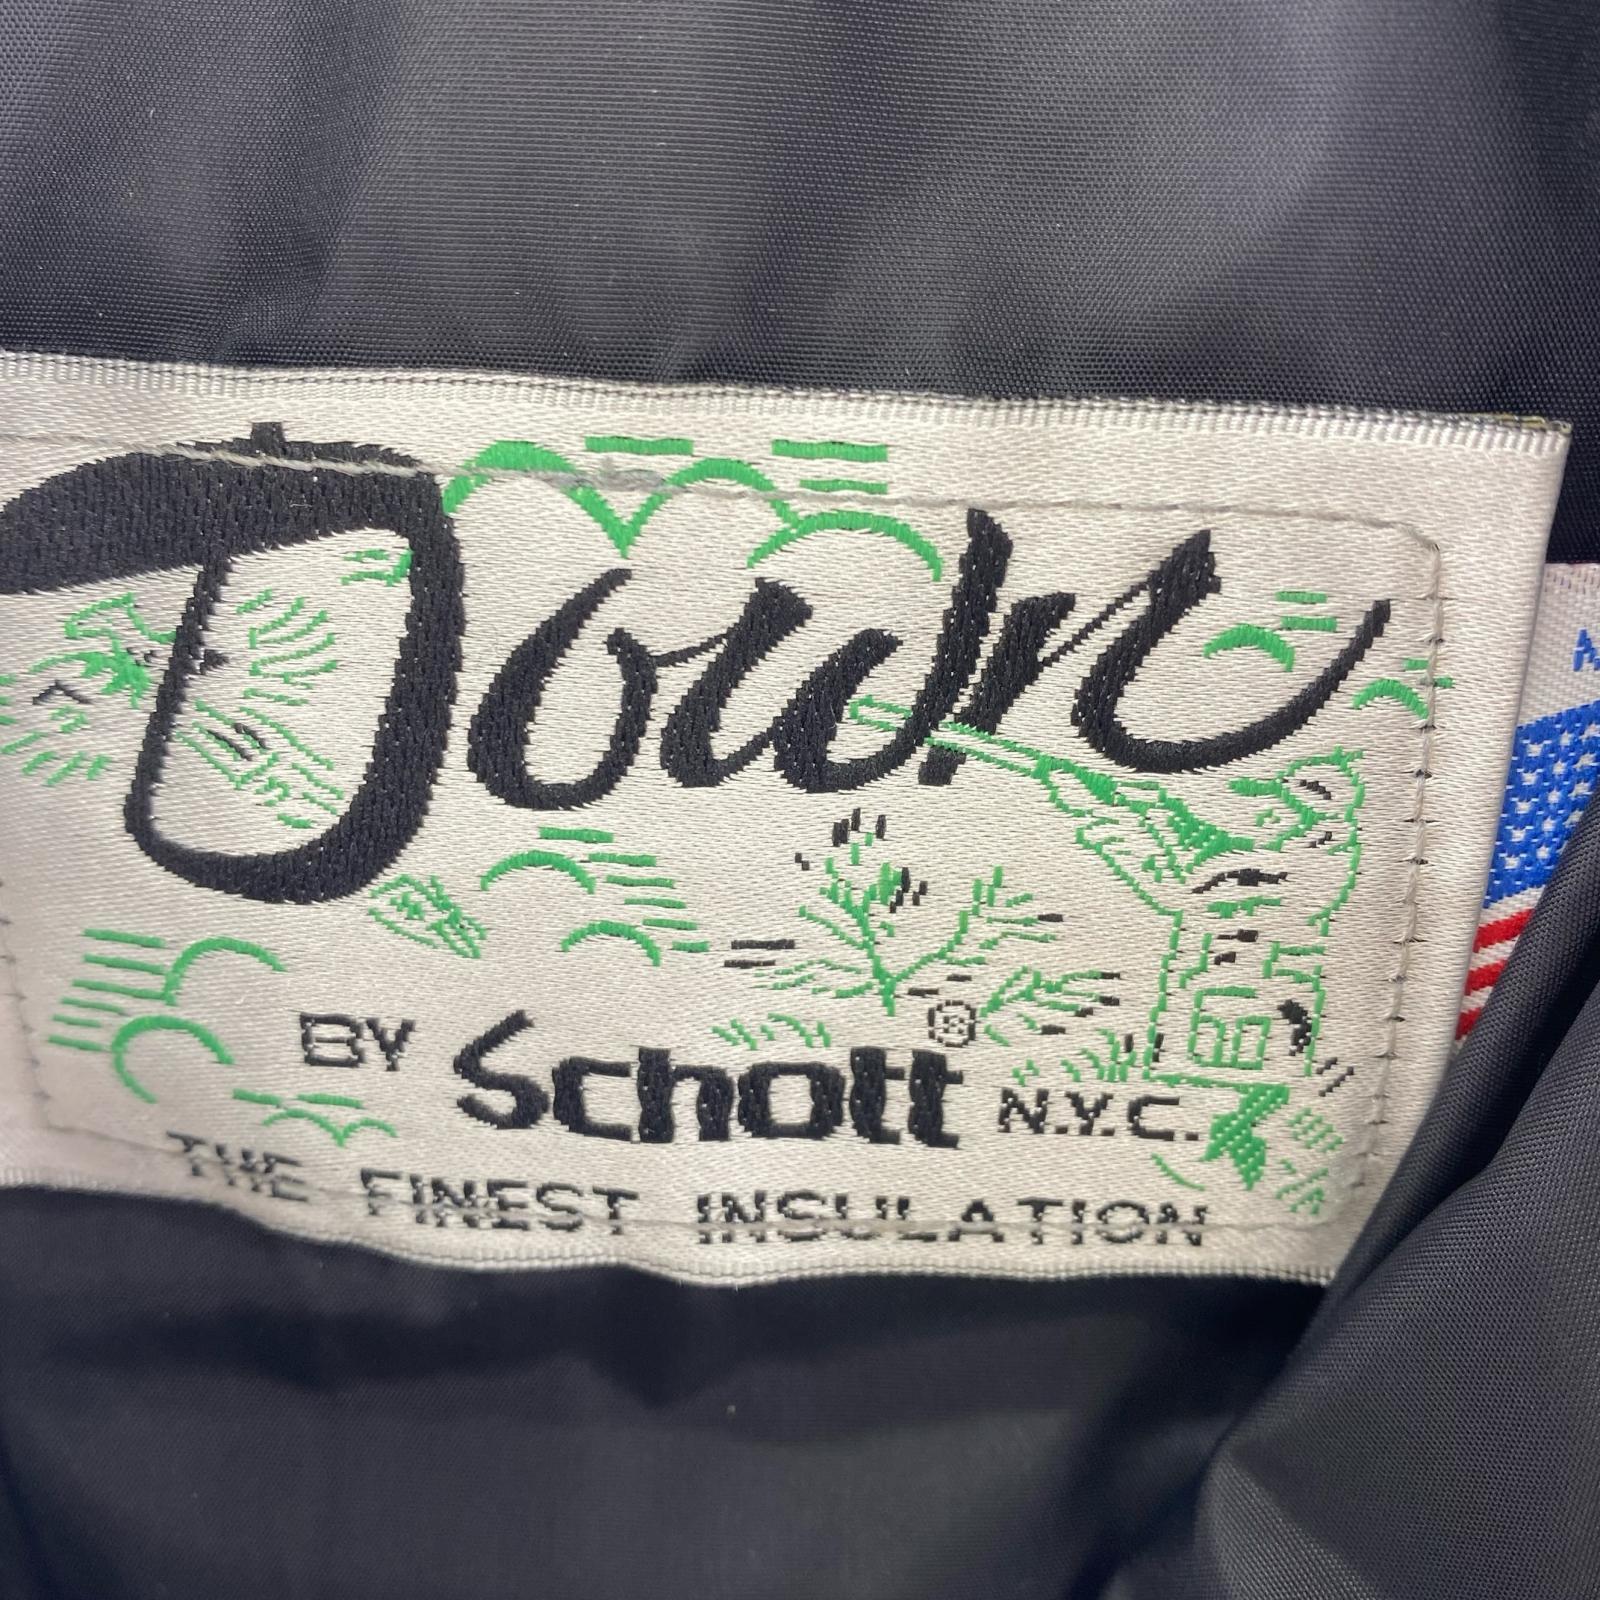 Down
BY Schott® N.Y.C.
THE FINEST INSULATION